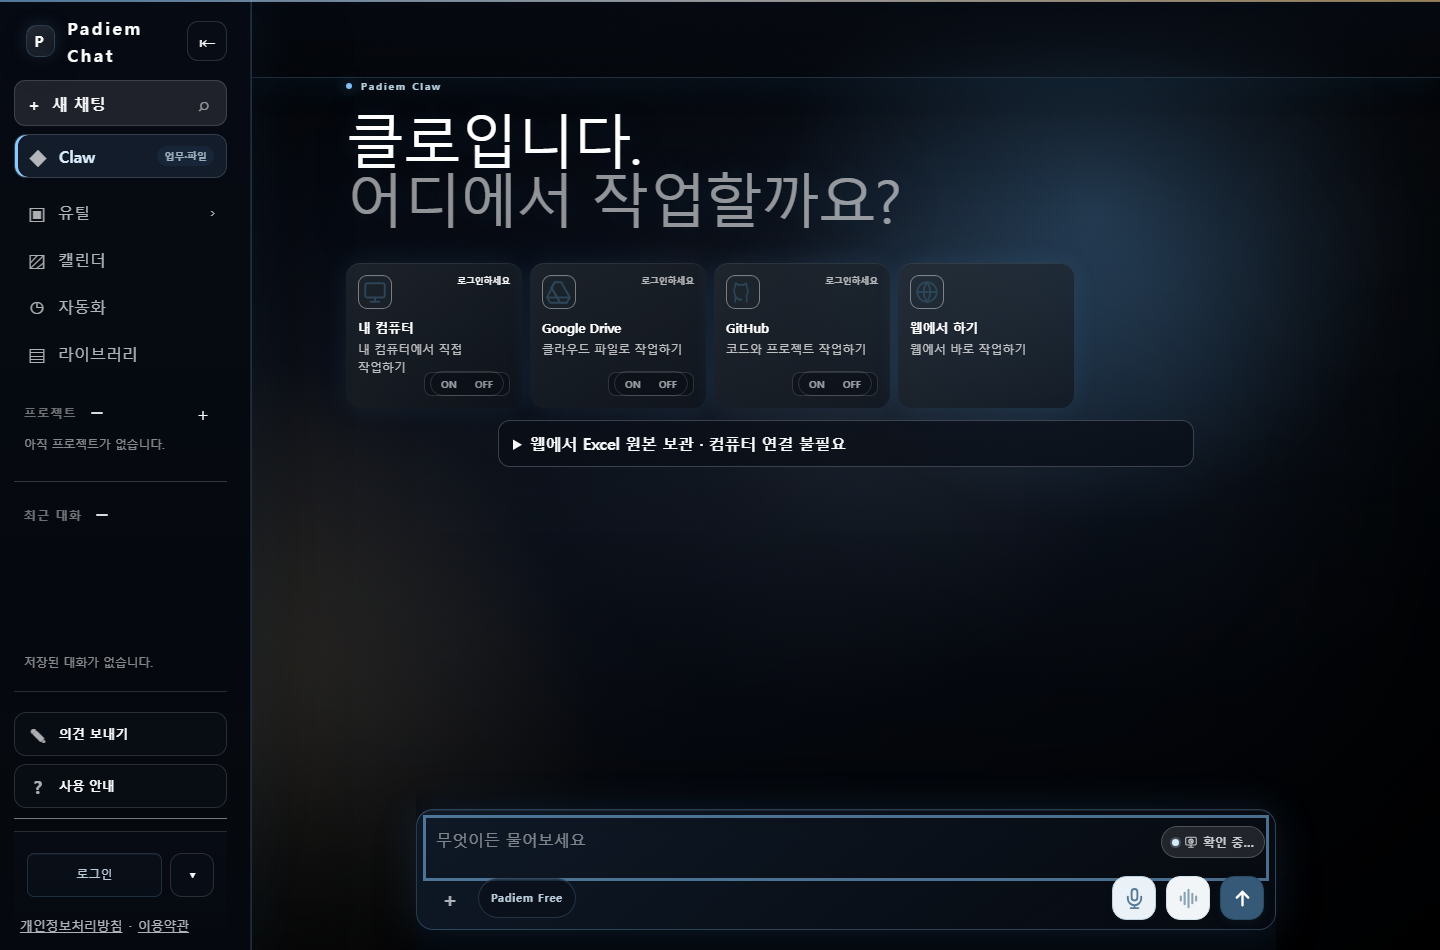 P
Padiem
Chat
+ 새 채팅
Claw
업무·파일
유틸
캘린더
자동화
라이브러리
프로젝트
+
아직 프로젝트가 없습니다.
최근 대화
저장된 대화가 없습니다.
의견 보내기
? 사용 안내
로그인
개인정보처리방침 · 이용약관
Padiem Claw
클로입니다.
어디에서 작업할까요?
로그인하세요
내 컴퓨터
내 컴퓨터에서 직접
작업하기
ON OFF
로그인하세요
Google Drive
클라우드 파일로 작업하기
ON OFF
로그인하세요
GitHub
코드와 프로젝트 작업하기
ON OFF
웹에서 하기
웹에서 바로 작업하기
▶ 웹에서 Excel 원본 보관 · 컴퓨터 연결 불필요
무엇이든 물어보세요
확인 중...
+
Padiem Free